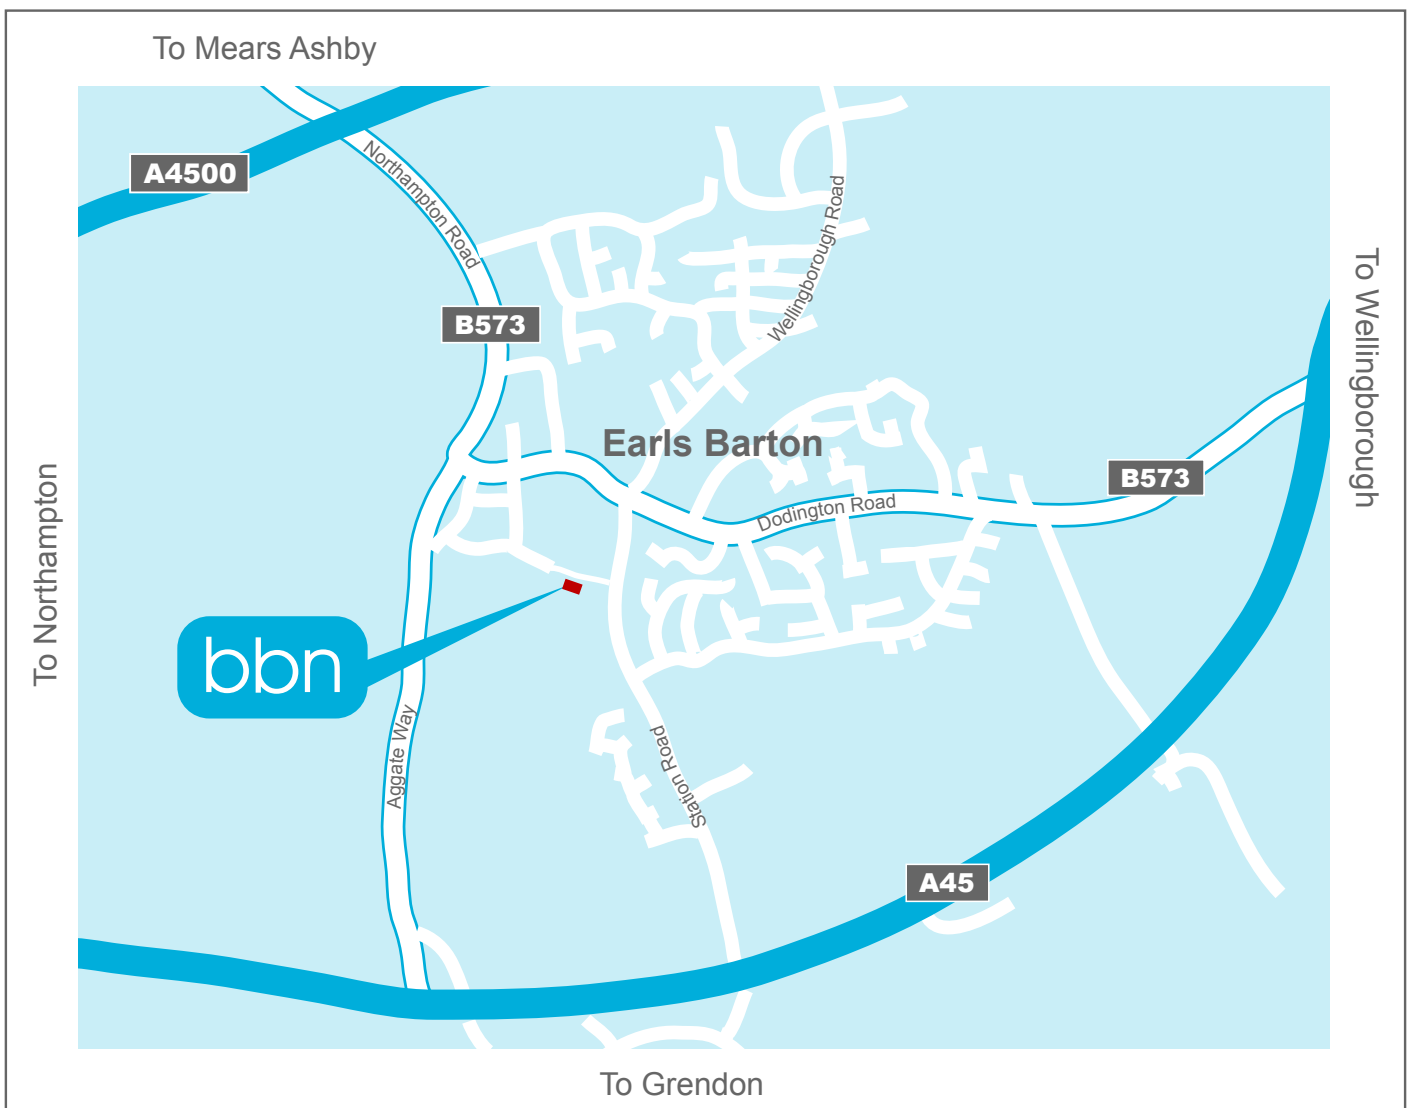 To Mears Ashby
A4500
Northampton Road
Wellingborough Road
To Wellingborough
B573
Earls Barton
B573
Dodington Road
To Northampton
bbn
Aggate Way
Station Road
A45
To Grendon